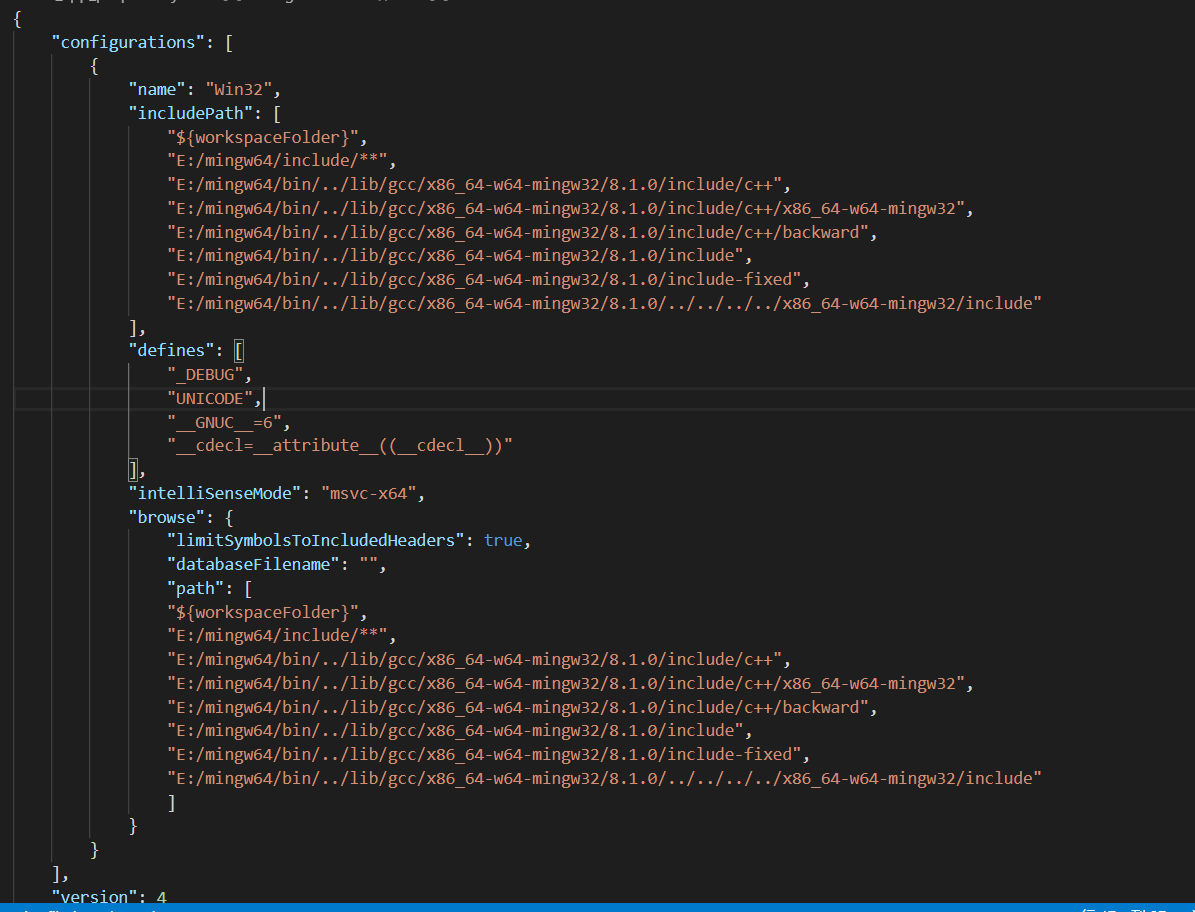 {
"configurations": [
{
"name": "Win32",
"includePath": [
"${workspaceFolder}",
"E:/mingw64/include/**",
"E:/mingw64/bin/../lib/gcc/x86_64-w64-mingw32/8.1.0/include/c++",
"E:/mingw64/bin/../lib/gcc/x86_64-w64-mingw32/8.1.0/include/c++/x86_64-w64-mingw32",
"E:/mingw64/bin/../lib/gcc/x86_64-w64-mingw32/8.1.0/include/c++/backward",
"E:/mingw64/bin/../lib/gcc/x86_64-w64-mingw32/8.1.0/include",
"E:/mingw64/bin/../lib/gcc/x86_64-w64-mingw32/8.1.0/include-fixed",
"E:/mingw64/bin/../lib/gcc/x86_64-w64-mingw32/8.1.0/../../../../x86_64-w64-mingw32/include"
],
"defines": [
"_DEBUG",
"UNICODE",
"__GNUC__=6",
"__cdecl=__attribute__((__cdecl__))"
],
"intelliSenseMode": "msvc-x64",
"browse": {
"limitSymbolsToIncludedHeaders": true,
"databaseFilename": "",
"path": [
"${workspaceFolder}",
"E:/mingw64/include/**",
"E:/mingw64/bin/../lib/gcc/x86_64-w64-mingw32/8.1.0/include/c++",
"E:/mingw64/bin/../lib/gcc/x86_64-w64-mingw32/8.1.0/include/c++/x86_64-w64-mingw32",
"E:/mingw64/bin/../lib/gcc/x86_64-w64-mingw32/8.1.0/include/c++/backward",
"E:/mingw64/bin/../lib/gcc/x86_64-w64-mingw32/8.1.0/include",
"E:/mingw64/bin/../lib/gcc/x86_64-w64-mingw32/8.1.0/include-fixed",
"E:/mingw64/bin/../lib/gcc/x86_64-w64-mingw32/8.1.0/../../../../x86_64-w64-mingw32/include"
]
}
}
],
"version": 4